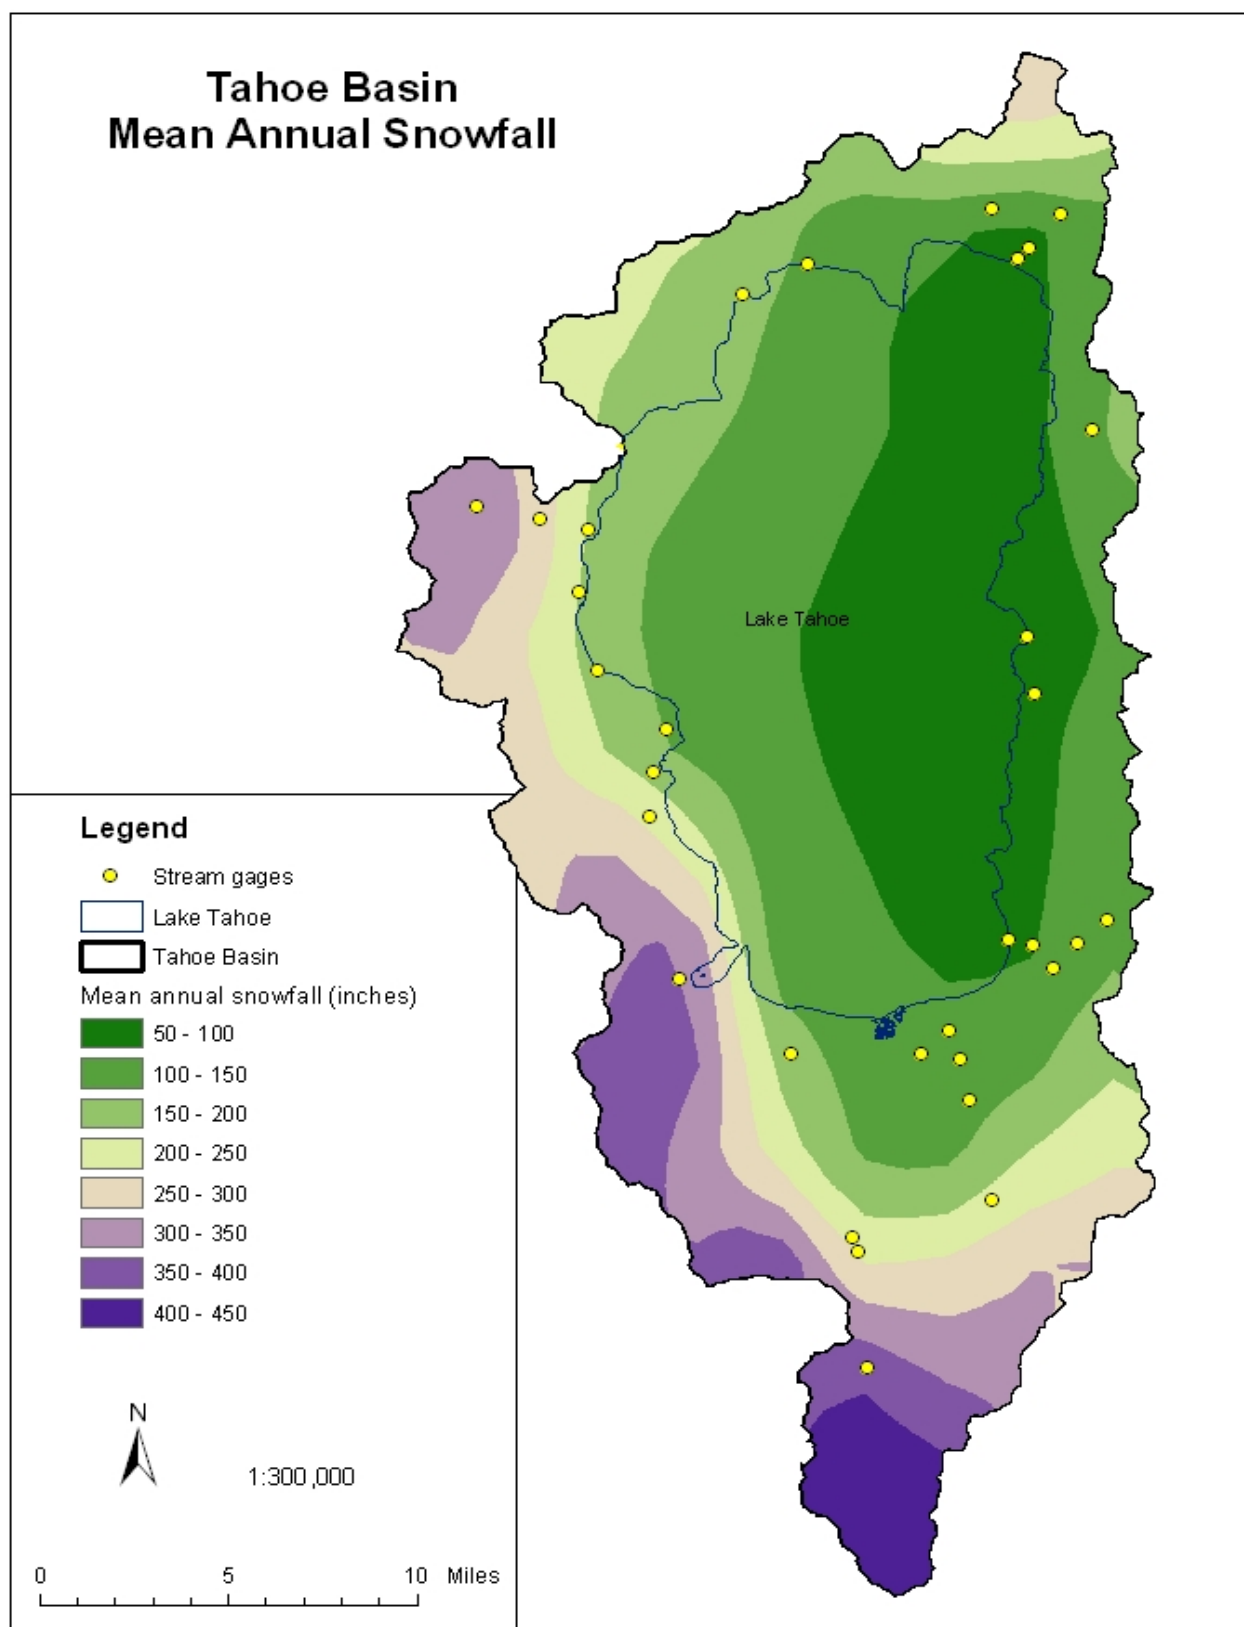 Tahoe Basin
Mean Annual Snowfall
Lake Tahoe
Legend
Stream gages
Lake Tahoe
Tahoe Basin
Mean annual snowfall (inches)
50 - 100
100 - 150
150 - 200
200 - 250
250 - 300
300 - 350
350 - 400
400 - 450
N
1:300,000
0 5 10 Miles